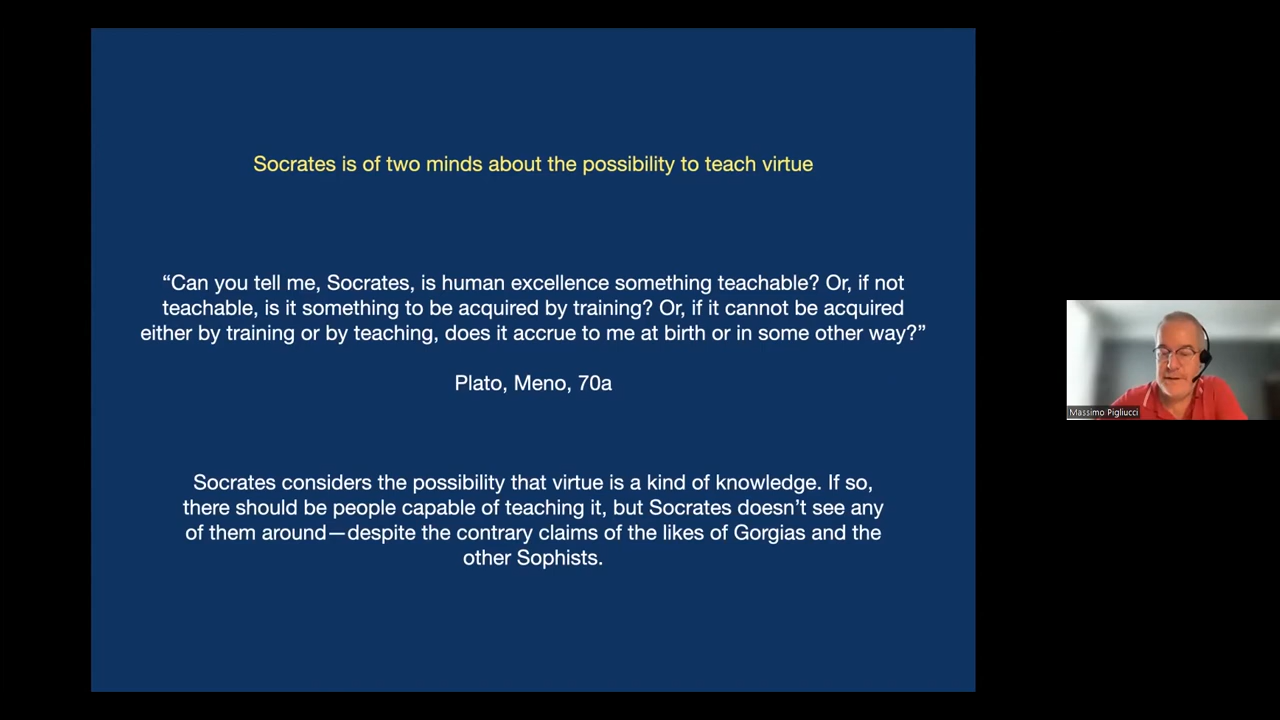 Socrates is of two minds about the possibility to teach virtue
“Can you tell me, Socrates, is human excellence something teachable? Or, if not
teachable, is it something to be acquired by training? Or, if it cannot be acquired
either by training or by teaching, does it accrue to me at birth or in some other way?”
Plato, Meno, 70a
Socrates considers the possibility that virtue is a kind of knowledge. If so,
there should be people capable of teaching it, but Socrates doesn’t see any
of them around—despite the contrary claims of the likes of Gorgias and the
other Sophists.
Massimo Pigliucci